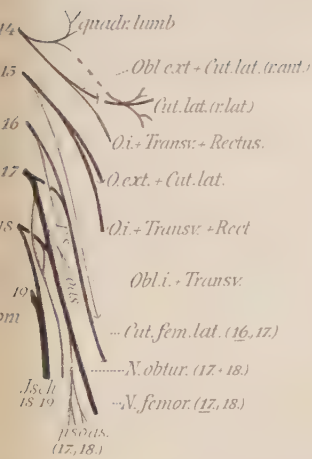 14
quadr. lumb
15
Obl ext + Cut. lat. (r.ant.)
Cut. lat. (r. lat)
16
O.i. + Transv. + Rectus.
17
O. ext. + Cut. lat.
18
O.i. + Transv. + Rect
Obl. i. + Transv.
19
Cut. fem. lat. (16., 17.)
N. obtur. (17. + 18.)
Isch
18 19
N. femor. (17., 18.)
psoas.
(17., 18.)